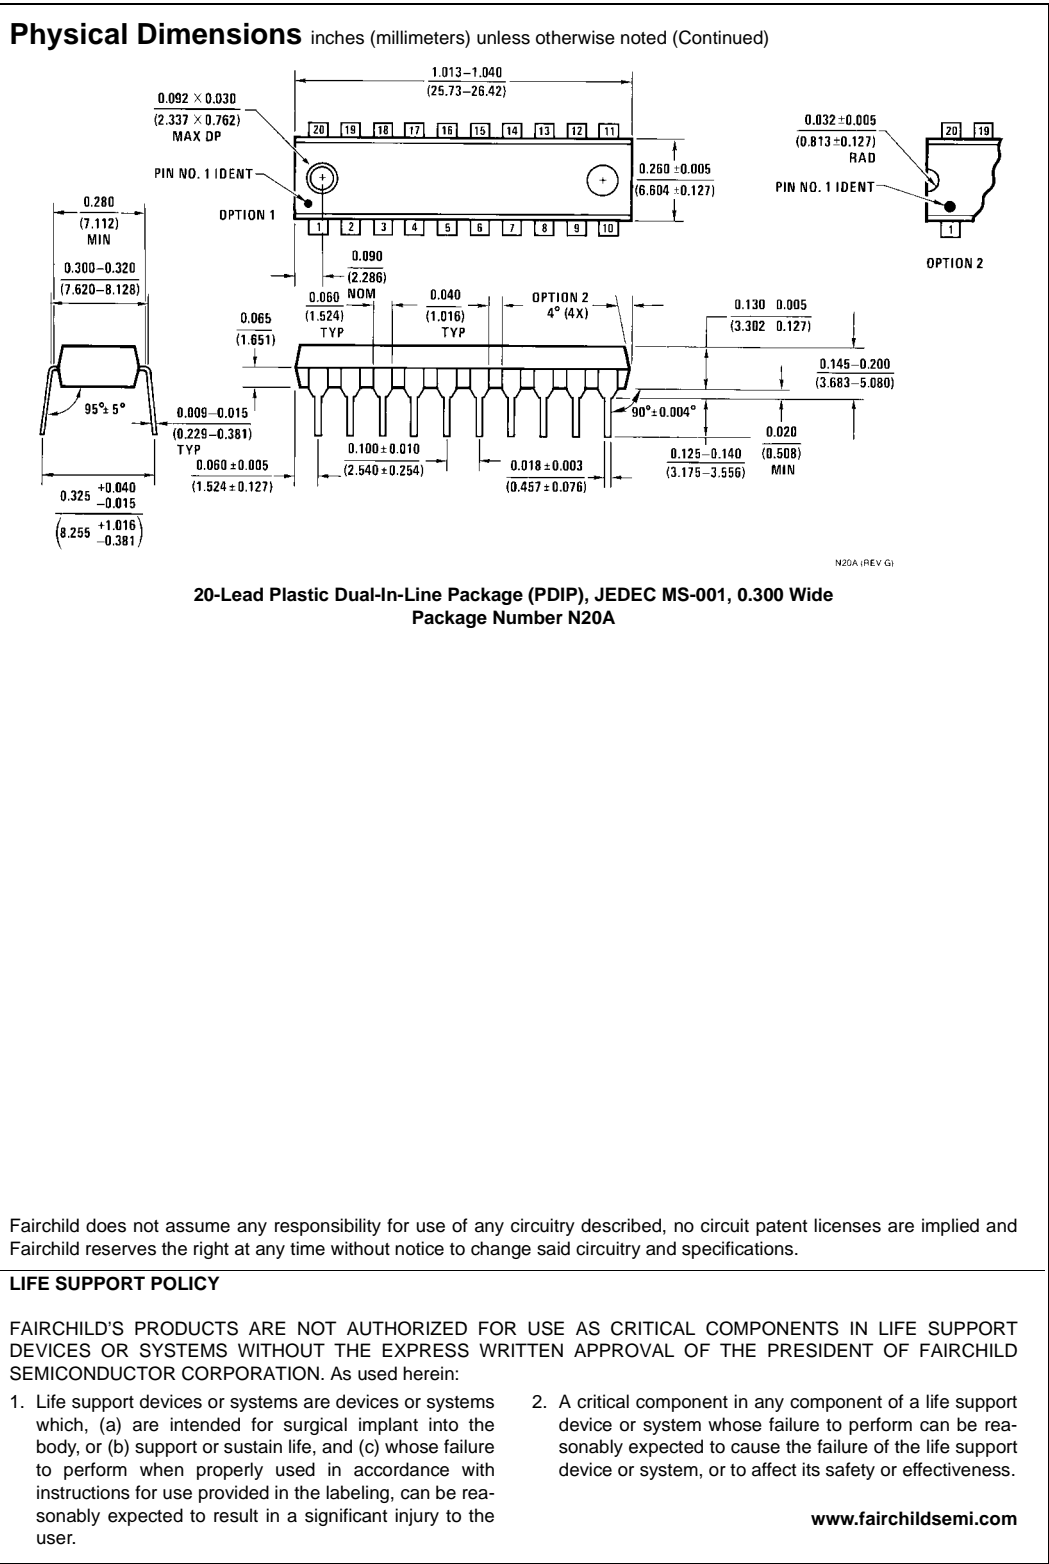 Physical Dimensions inches (millimeters) unless otherwise noted (Continued)
1.013–1.040
(25.73–26.42)
0.092 × 0.030
(2.337 × 0.762)
MAX DP
20 19 18 17 16 15 14 13 12 11
0.032 ±0.005
(0.813 ±0.127)
RAD
20 19
PIN NO. 1 IDENT
0.260 ±0.005
(6.604 ±0.127)
PIN NO. 1 IDENT
OPTION 1
1 2 3 4 5 6 7 8 9 10
1
OPTION 2
0.280
(7.112)
MIN
0.090
(2.286)
NOM
0.300–0.320
(7.620–8.128)
0.060
(1.524)
TYP
0.040
(1.016)
TYP
OPTION 2
4° (4X)
0.130 0.005
(3.302 0.127)
0.065
(1.651)
0.145–0.200
(3.683–5.080)
95°± 5°
0.009–0.015
(0.229–0.381)
TYP
90°±0.004°
0.020
(0.508)
MIN
0.100±0.010
(2.540±0.254)
0.060 ±0.005
(1.524 ±0.127)
0.018 ±0.003
(0.457 ±0.076)
0.125–0.140
(3.175–3.556)
0.325 +0.040
–0.015
(8.255 +1.016
–0.381)
N20A (REV G)
20-Lead Plastic Dual-In-Line Package (PDIP), JEDEC MS-001, 0.300 Wide
Package Number N20A
Fairchild does not assume any responsibility for use of any circuitry described, no circuit patent licenses are implied and
Fairchild reserves the right at any time without notice to change said circuitry and specifications.
LIFE SUPPORT POLICY
FAIRCHILD'S PRODUCTS ARE NOT AUTHORIZED FOR USE AS CRITICAL COMPONENTS IN LIFE SUPPORT
DEVICES OR SYSTEMS WITHOUT THE EXPRESS WRITTEN APPROVAL OF THE PRESIDENT OF FAIRCHILD
SEMICONDUCTOR CORPORATION. As used herein:
1. Life support devices or systems are devices or systems
which, (a) are intended for surgical implant into the
body, or (b) support or sustain life, and (c) whose failure
to perform when properly used in accordance with
instructions for use provided in the labeling, can be rea-
sonably expected to result in a significant injury to the
user.
2. A critical component in any component of a life support
device or system whose failure to perform can be rea-
sonably expected to cause the failure of the life support
device or system, or to affect its safety or effectiveness.
www.fairchildsemi.com